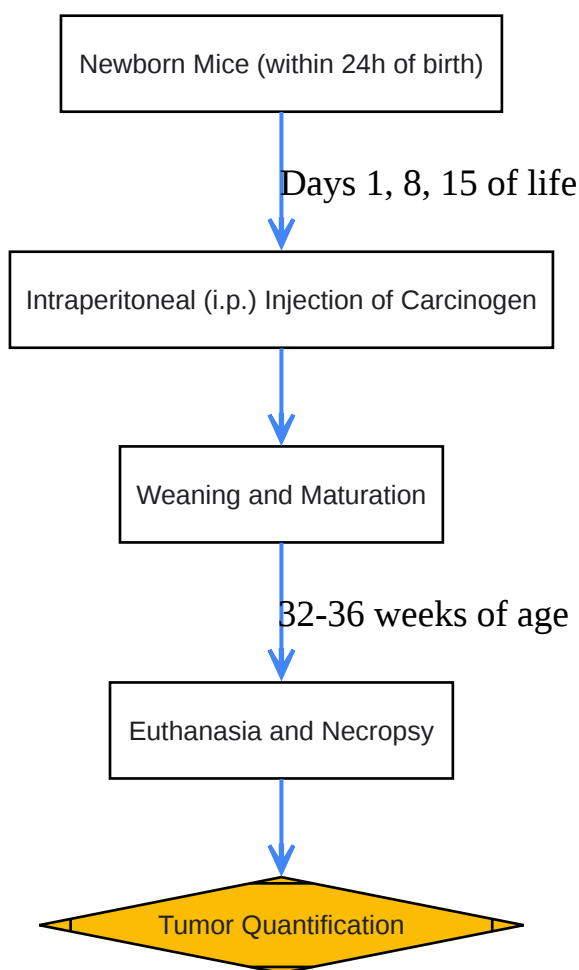 Newborn Mice (within 24h of birth)
Days 1, 8, 15 of life
Intraperitoneal (i.p.) Injection of Carcinogen
Weaning and Maturation
32-36 weeks of age
Euthanasia and Necropsy
Tumor Quantification